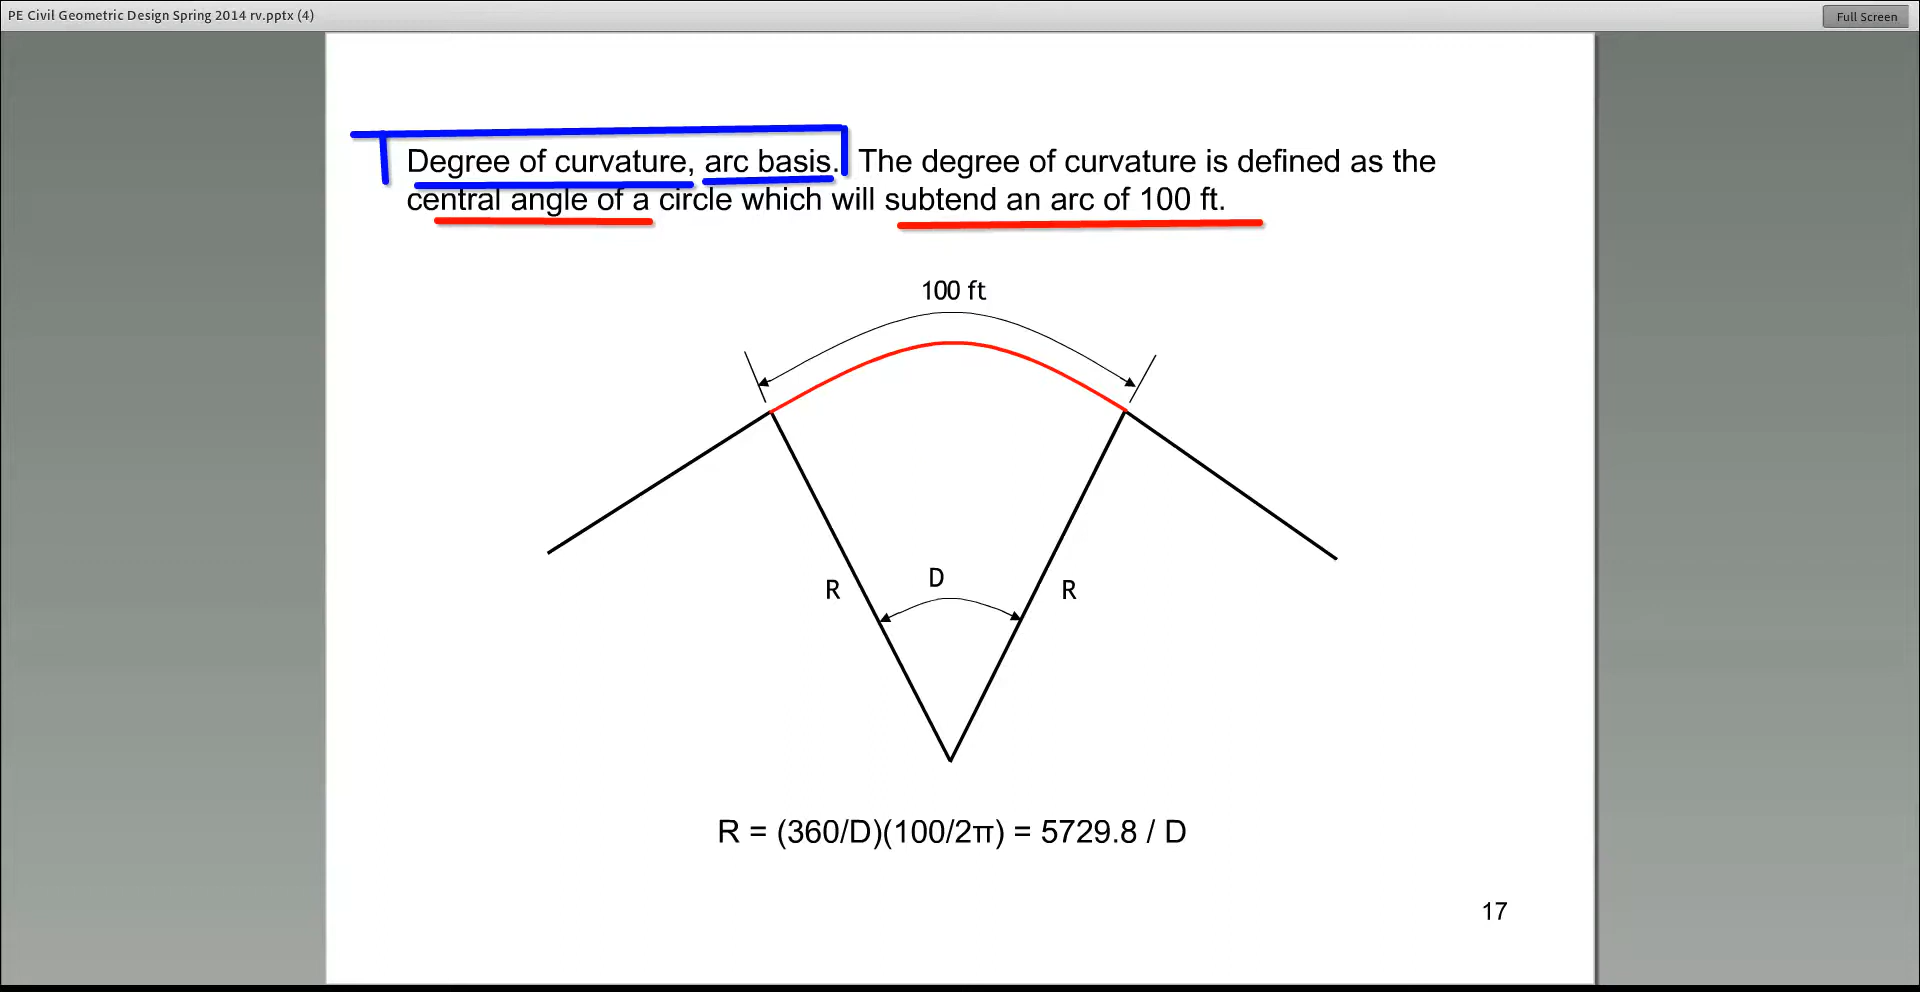 PE Civil Geometric Design Spring 2014 rv.pptx (4)
Full Screen
Degree of curvature, arc basis. The degree of curvature is defined as the
central angle of a circle which will subtend an arc of 100 ft.
100 ft
D
R
R
R = (360/D)(100/2π) = 5729.8 / D
17